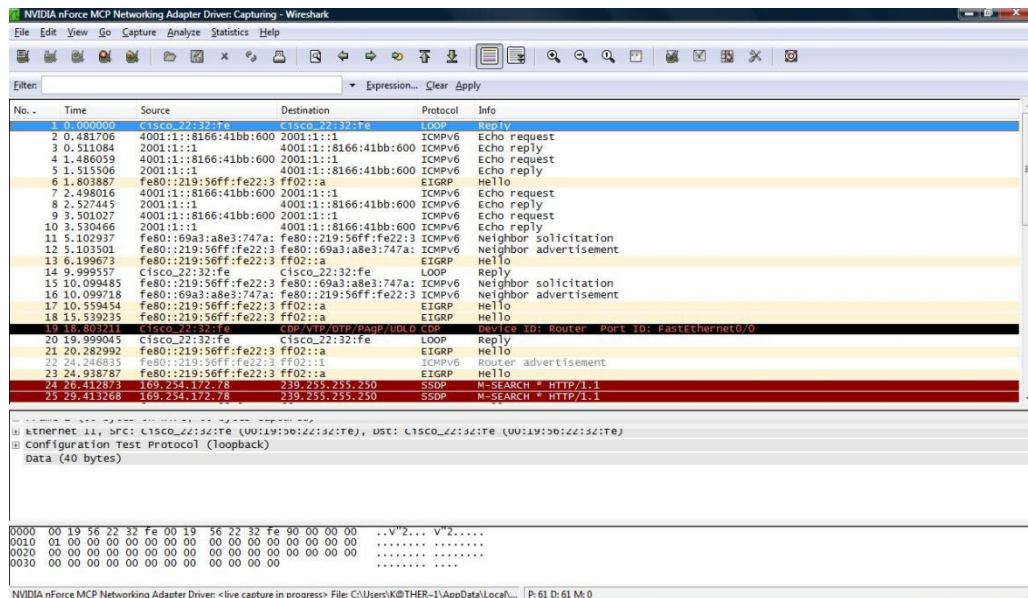 NVIDIA nForce MCP Networking Adapter Driver: Capturing - Wireshark
File Edit View Go Capture Analyze Statistics Help
Filter: Expression... Clear Apply
No. . Time Source Destination Protocol Info
1 0.000000 Cisco_22:32:fe Cisco_22:32:fe LOOP Reply
2 0.481706 4001:1::8166:41bb:600 2001:1::1 ICMPv6 Echo request
3 0.511084 2001:1::1 4001:1::8166:41bb:600 ICMPv6 Echo reply
4 1.486059 4001:1::8166:41bb:600 2001:1::1 ICMPv6 Echo request
5 1.515506 2001:1::1 4001:1::8166:41bb:600 ICMPv6 Echo reply
6 1.803887 fe80::219:56ff:fe22:3 ff02::a EIGRP Hello
7 2.498016 4001:1::8166:41bb:600 2001:1::1 ICMPv6 Echo request
8 2.527445 2001:1::1 4001:1::8166:41bb:600 ICMPv6 Echo reply
9 3.501027 4001:1::8166:41bb:600 2001:1::1 ICMPv6 Echo request
10 3.530466 2001:1::1 4001:1::8166:41bb:600 ICMPv6 Echo reply
11 5.102937 fe80::69a3:a8e3:747a: fe80::219:56ff:fe22:3 ICMPv6 Neighbor solicitation
12 5.103501 fe80::219:56ff:fe22:3 fe80::69a3:a8e3:747a: ICMPv6 Neighbor advertisement
13 6.199673 fe80::219:56ff:fe22:3 ff02::a EIGRP Hello
14 9.999557 Cisco_22:32:fe Cisco_22:32:fe LOOP Reply
15 10.099485 fe80::219:56ff:fe22:3 fe80::69a3:a8e3:747a: ICMPv6 Neighbor solicitation
16 10.099718 fe80::69a3:a8e3:747a: fe80::219:56ff:fe22:3 ICMPv6 Neighbor advertisement
17 10.559454 fe80::219:56ff:fe22:3 ff02::a EIGRP Hello
18 15.539235 fe80::219:56ff:fe22:3 ff02::a EIGRP Hello
19 18.803211 Cisco_22:32:fe CDP/VTP/DTP/PAgP/UDLD CDP Device ID: Router Port ID: FastEthernet0/0
20 19.999045 Cisco_22:32:fe Cisco_22:32:fe LOOP Reply
21 20.282992 fe80::219:56ff:fe22:3 ff02::a EIGRP Hello
22 24.246835 fe80::219:56ff:fe22:3 ff02::1 ICMPv6 Router advertisement
23 24.938787 fe80::219:56ff:fe22:3 ff02::a EIGRP Hello
24 26.412873 169.254.172.78 239.255.255.250 SSDP M-SEARCH * HTTP/1.1
25 29.413268 169.254.172.78 239.255.255.250 SSDP M-SEARCH * HTTP/1.1
Ethernet II, Src: Cisco_22:32:fe (00:19:56:22:32:fe), Dst: Cisco_22:32:fe (00:19:56:22:32:fe)
Configuration Test Protocol (loopback)
Data (40 bytes)
0000 00 19 56 22 32 fe 00 19 56 22 32 fe 90 00 00 00 ..V"2... V"2.....
0010 01 00 00 00 00 00 00 00 00 00 00 00 00 00 00 00 ........ ........
0020 00 00 00 00 00 00 00 00 00 00 00 00 00 00 00 00 ........ ........
0030 00 00 00 00 00 00 00 00 00 00 00 00 ........ ....
NVIDIA nForce MCP Networking Adapter Driver: <live capture in progress> File: C:\Users\K@THER~1\AppData\Local\... P: 61 D: 61 M: 0